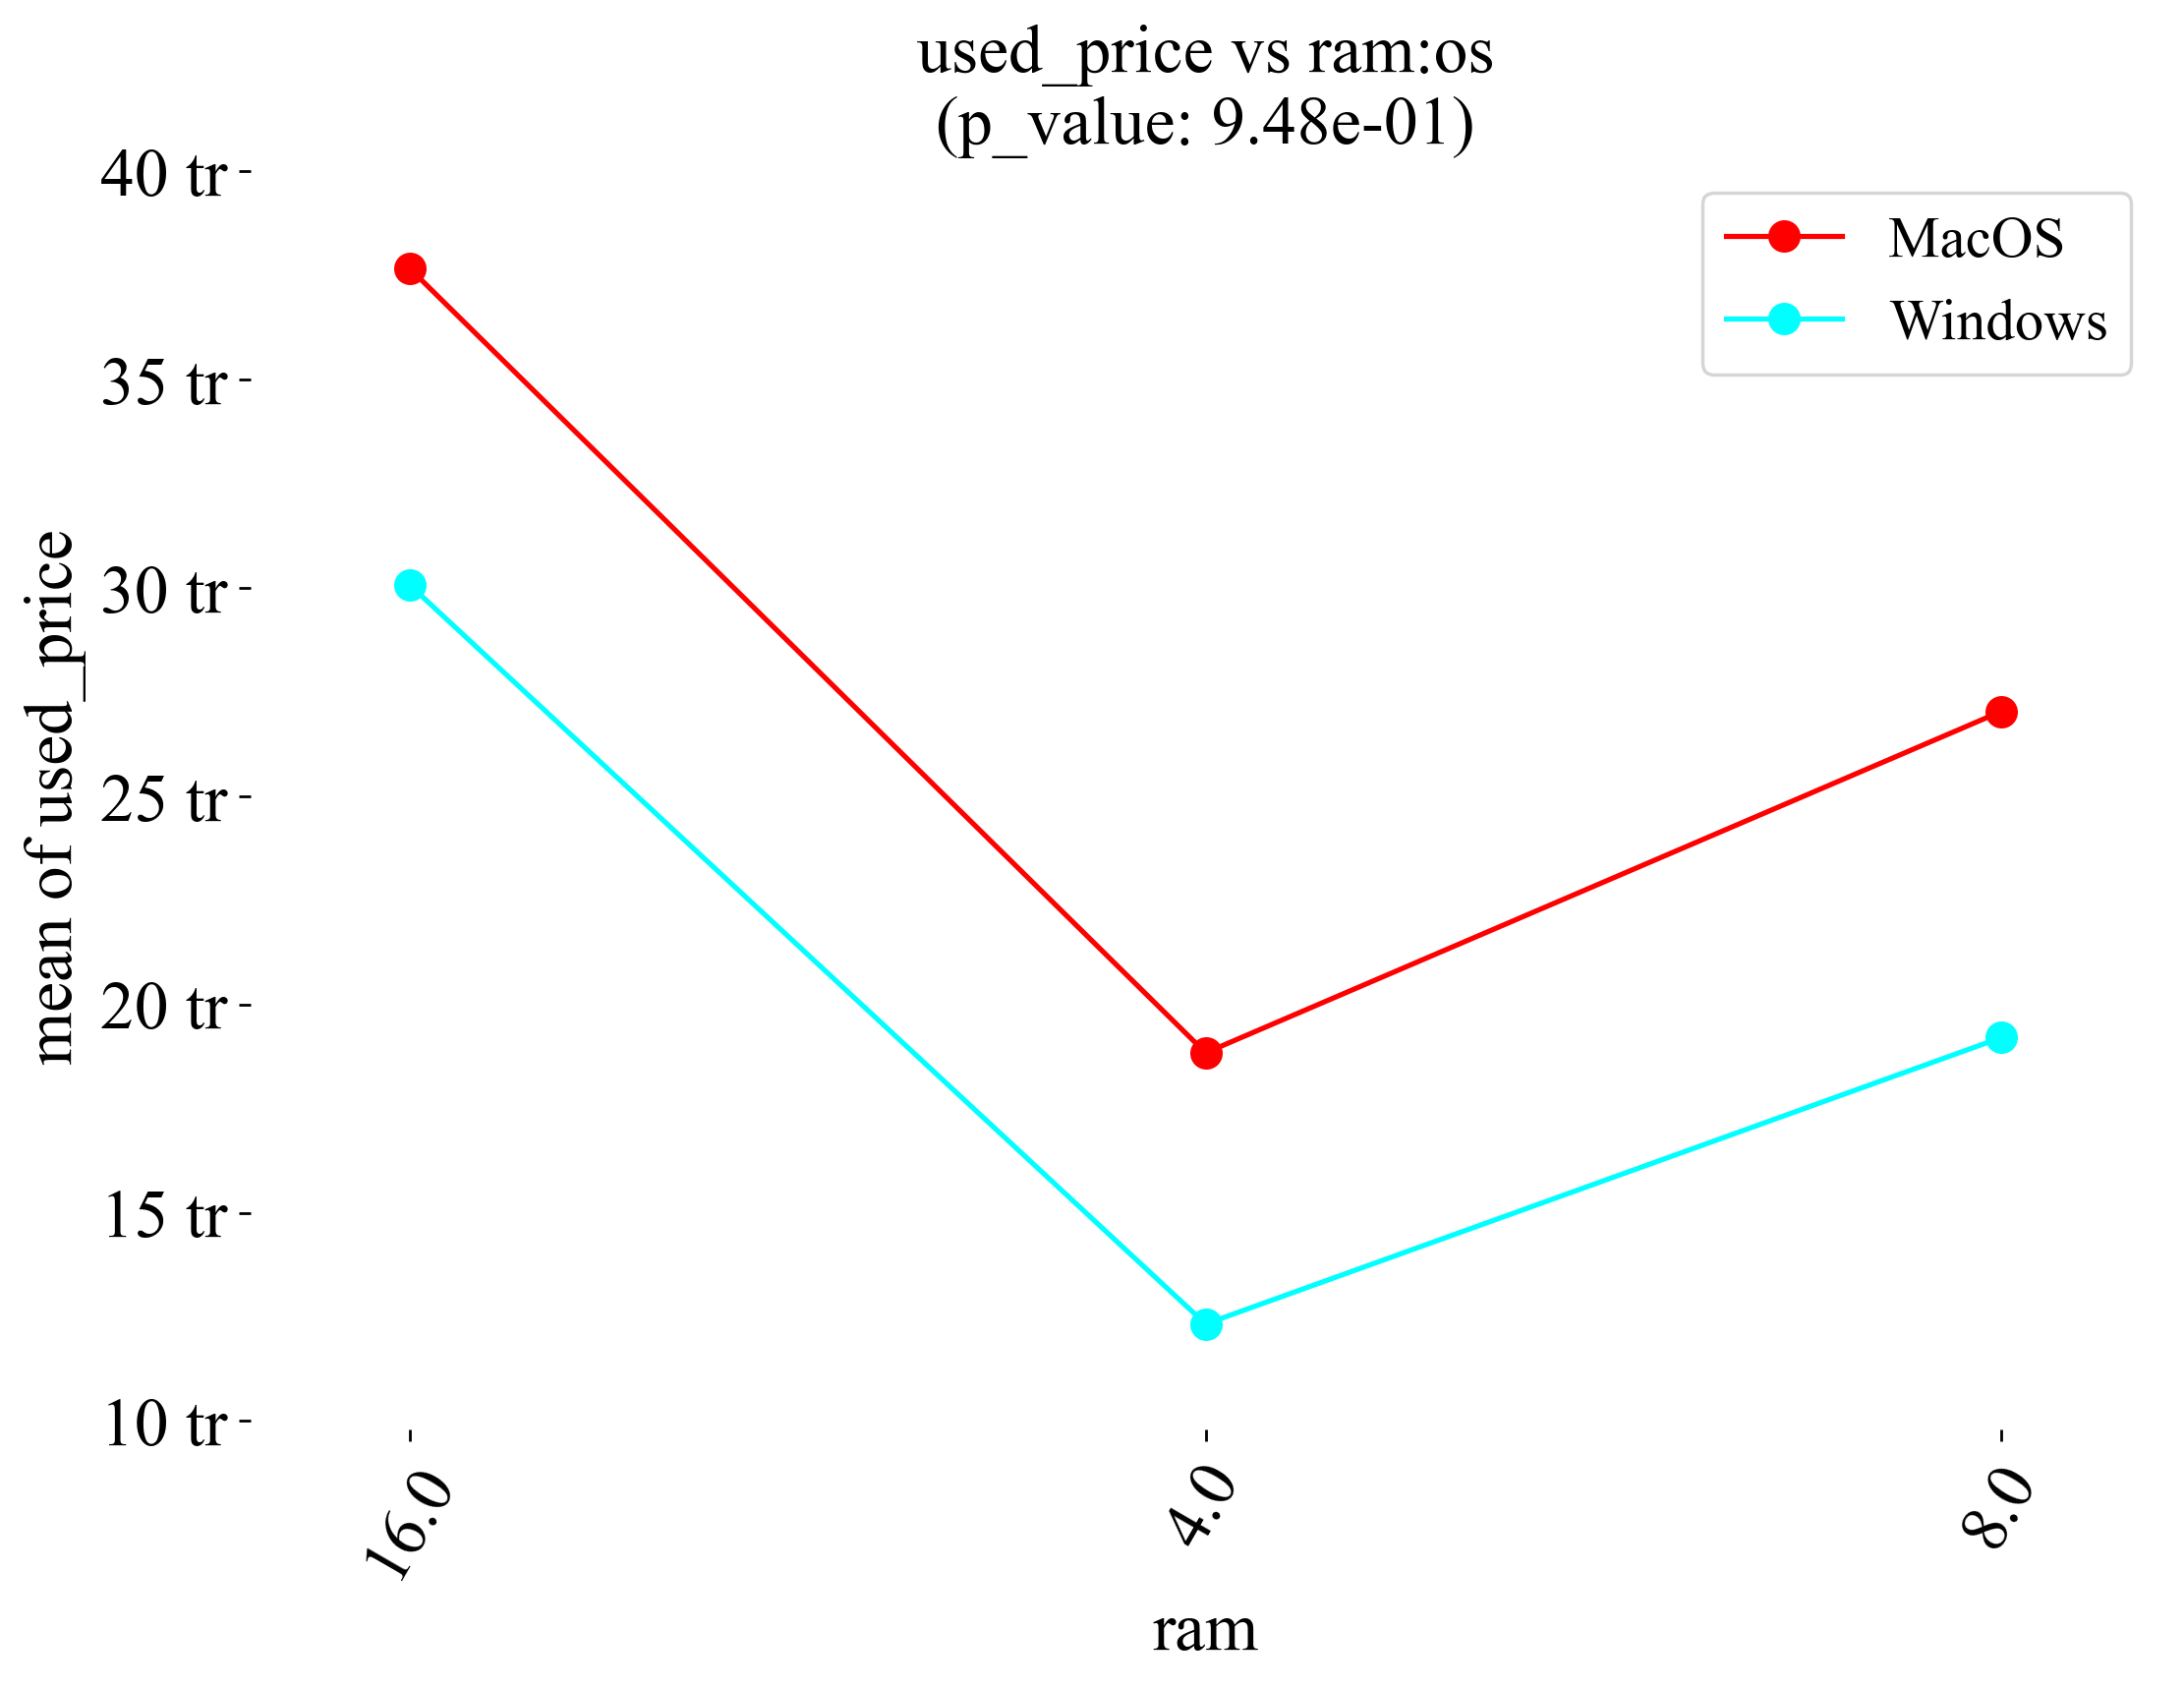 used_price vs ram:os
(p_value: 9.48e-01)
MacOS
Windows
mean of used_price
40 tr
35 tr
30 tr
25 tr
20 tr
15 tr
10 tr
16.0
4.0
8.0
ram